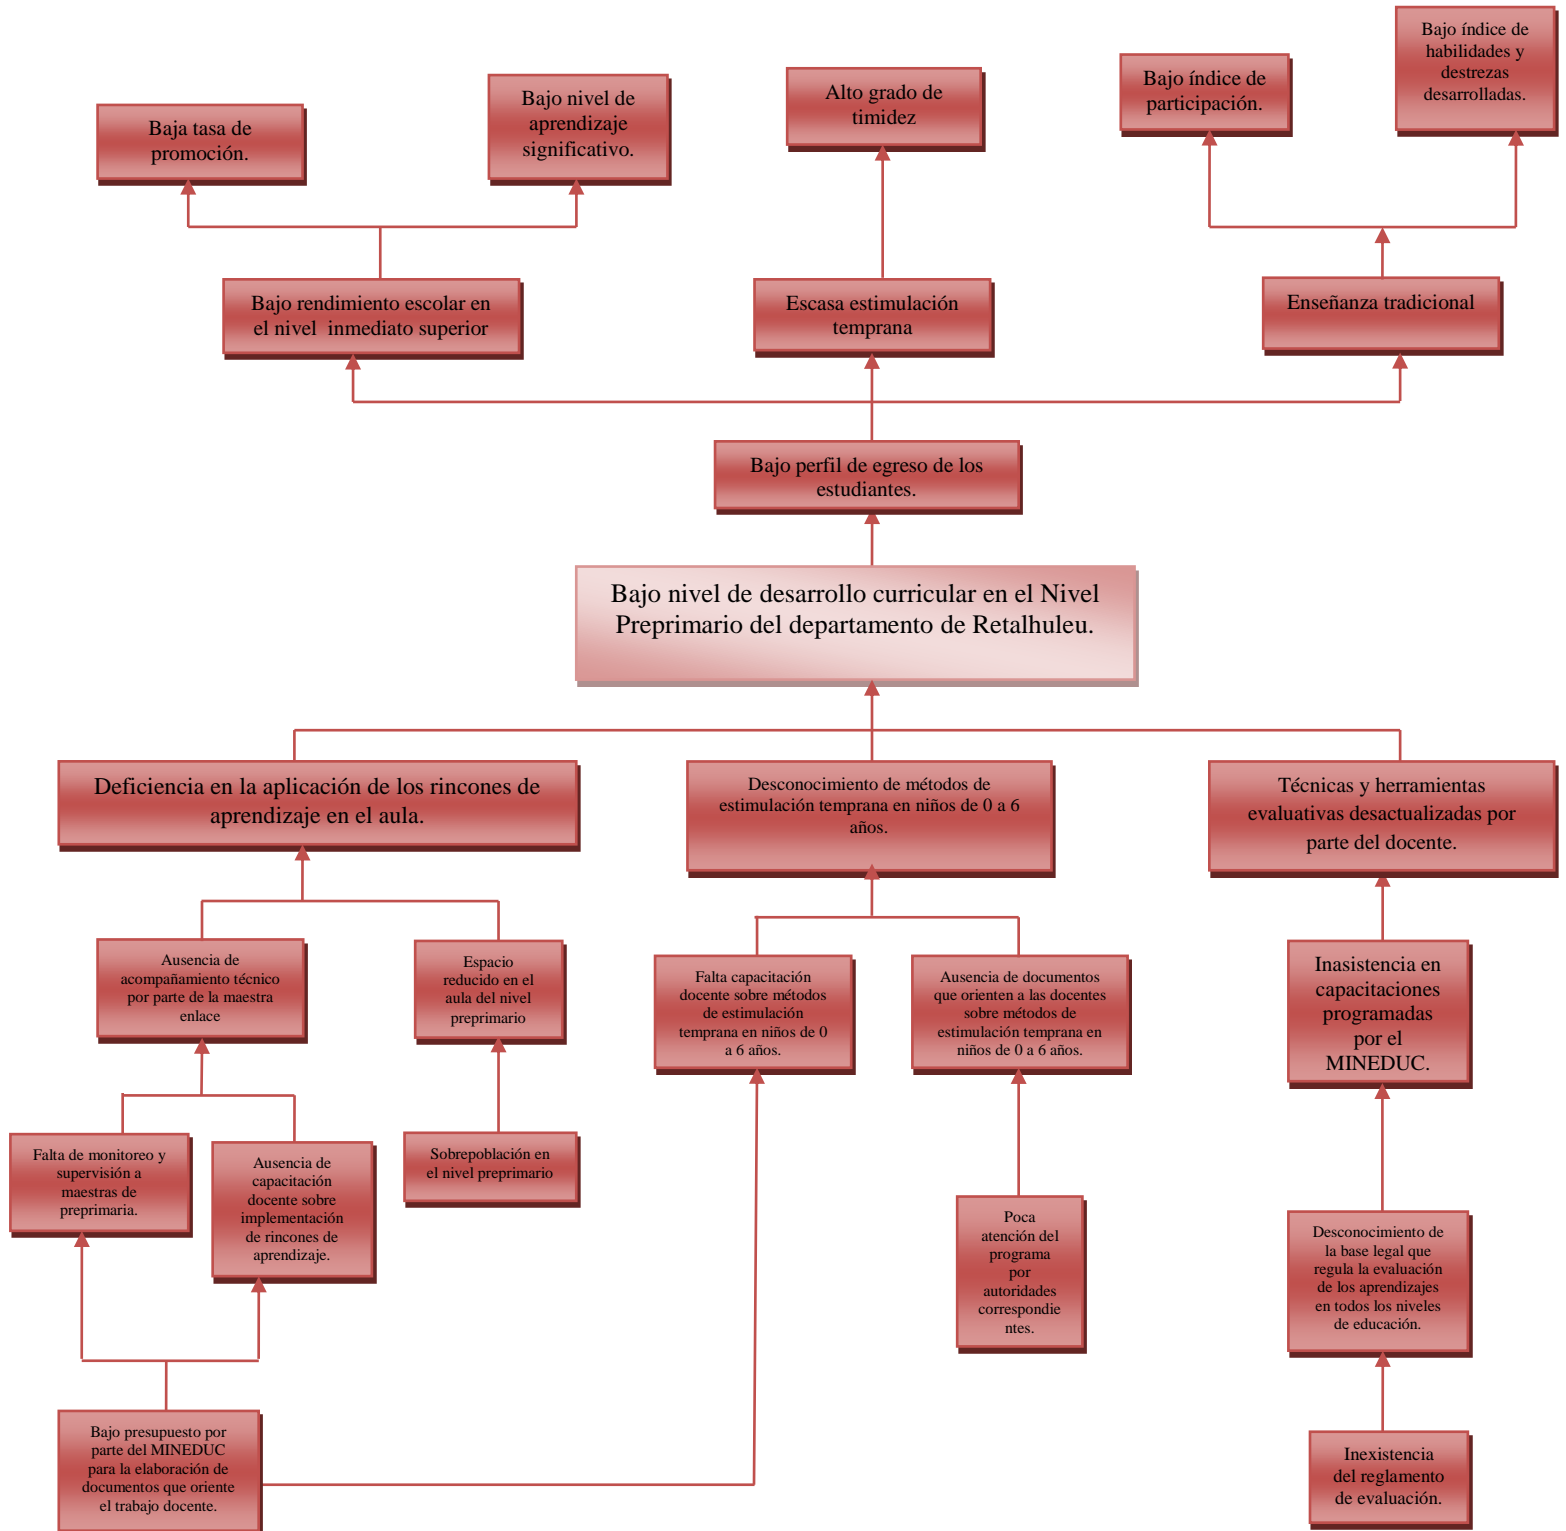 Bajo índice de
habilidades y
destrezas
desarrolladas.
Bajo índice de
participación.
Alto grado de
timidez
Bajo nivel de
aprendizaje
significativo.
Baja tasa de
promoción.
Bajo rendimiento escolar en
el nivel inmediato superior
Escasa estimulación
temprana
Enseñanza tradicional
Bajo perfil de egreso de los
estudiantes.
Bajo nivel de desarrollo curricular en el Nivel
Preprimario del departamento de Retalhuleu.
Deficiencia en la aplicación de los rincones de
aprendizaje en el aula.
Desconocimiento de métodos de
estimulación temprana en niños de 0 a 6
años.
Técnicas y herramientas
evaluativas desactualizadas por
parte del docente.
Ausencia de
acompañamiento técnico
por parte de la maestra
enlace
Espacio
reducido en el
aula del nivel
preprimario
Falta capacitación
docente sobre métodos
de estimulación
temprana en niños de 0
a 6 años.
Ausencia de documentos
que orienten a las docentes
sobre métodos de
estimulación temprana en
niños de 0 a 6 años.
Inasistencia en
capacitaciones
programadas
por el
MINEDUC.
Falta de monitoreo y
supervisión a
maestras de
preprimaria.
Ausencia de
capacitación
docente sobre
implementación
de rincones de
aprendizaje.
Sobrepoblación en
el nivel preprimario
Poca
atención del
programa
por
autoridades
correspondie
ntes.
Desconocimiento de
la base legal que
regula la evaluación
de los aprendizajes
en todos los niveles
de educación.
Bajo presupuesto por
parte del MINEDUC
para la elaboración de
documentos que oriente
el trabajo docente.
Inexistencia
del reglamento
de evaluación.